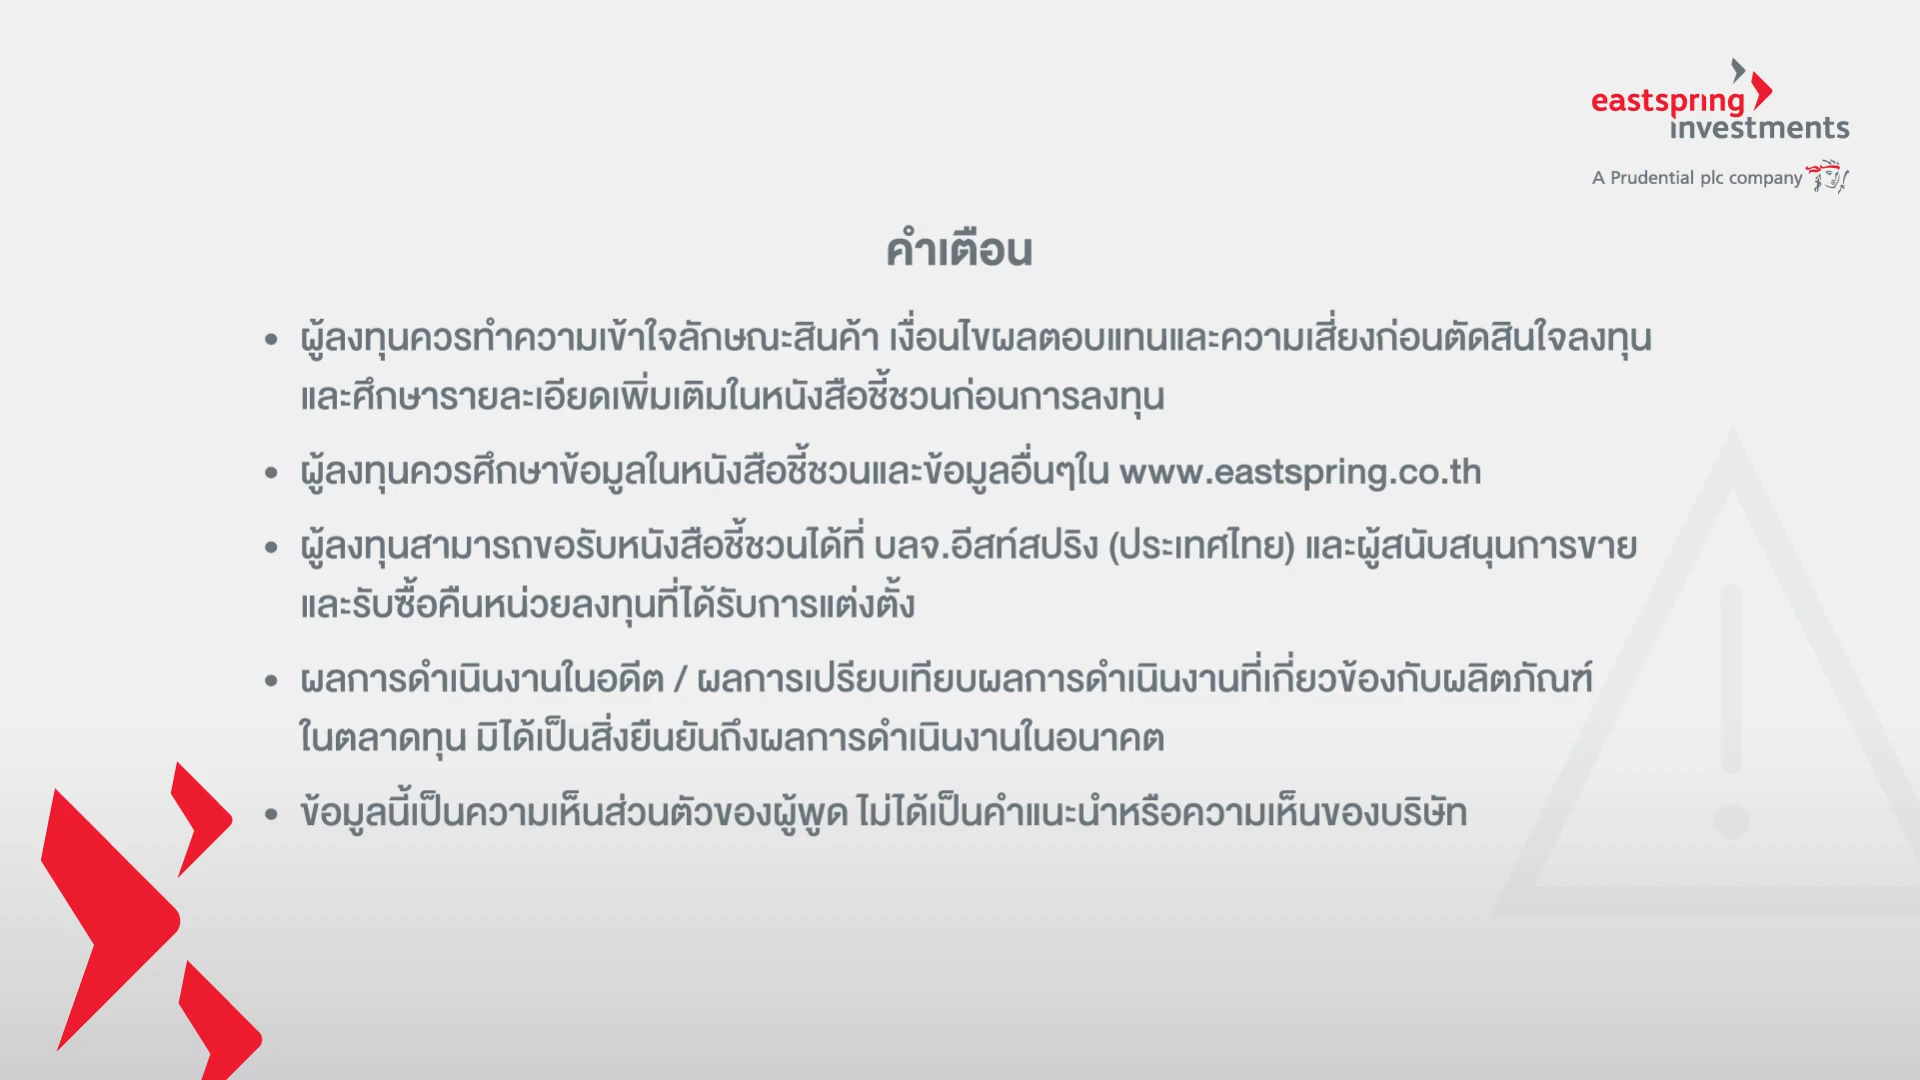 eastspring
investments
A Prudential plc company
คำเตือน
• ผู้ลงทุนควรทำความเข้าใจลักษณะสินค้า เงื่อนไขผลตอบแทนและความเสี่ยงก่อนตัดสินใจลงทุน
และศึกษารายละเอียดเพิ่มเติมในหนังสือชี้ชวนก่อนการลงทุน
• ผู้ลงทุนควรศึกษาข้อมูลในหนังสือชี้ชวนและข้อมูลอื่นๆใน www.eastspring.co.th
• ผู้ลงทุนสามารถขอรับหนังสือชี้ชวนได้ที่ บลจ.อีสท์สปริง (ประเทศไทย) และผู้สนับสนุนการขาย
และรับซื้อคืนหน่วยลงทุนที่ได้รับการแต่งตั้ง
• ผลการดำเนินงานในอดีต / ผลการเปรียบเทียบผลการดำเนินงานที่เกี่ยวข้องกับผลิตภัณฑ์
ในตลาดทุน มิได้เป็นสิ่งยืนยันถึงผลการดำเนินงานในอนาคต
• ข้อมูลนี้เป็นความเห็นส่วนตัวของผู้พูด ไม่ได้เป็นคำแนะนำหรือความเห็นของบริษัท